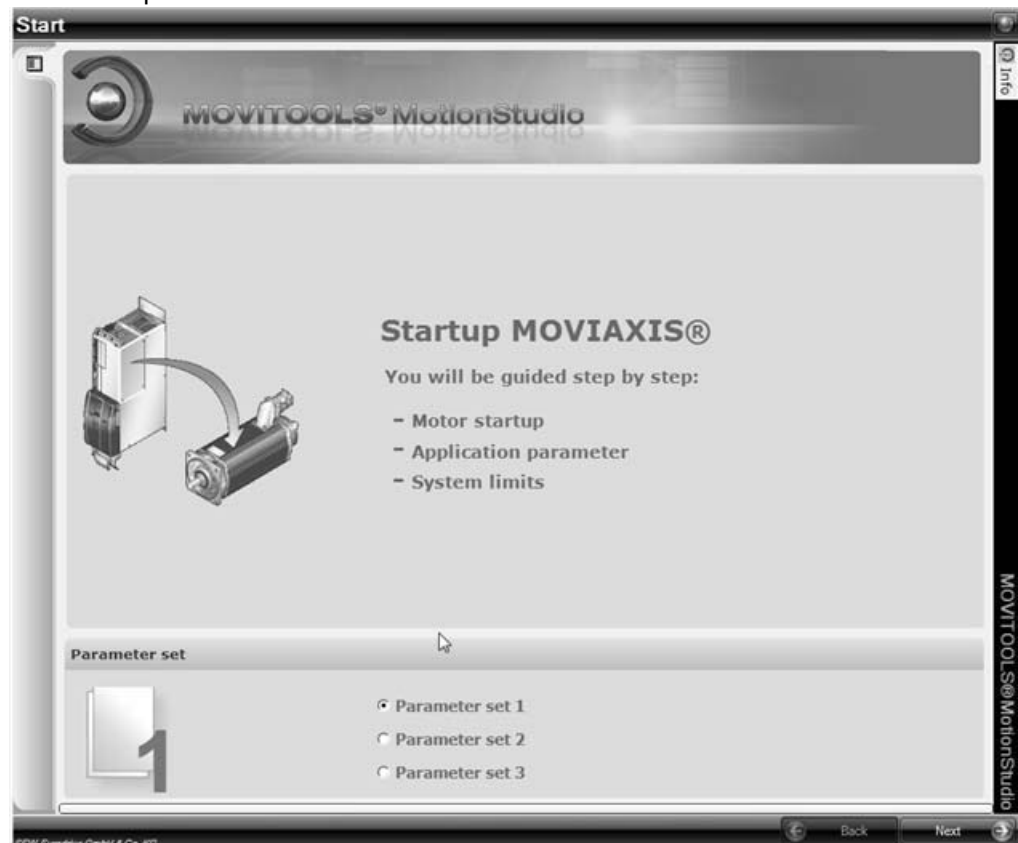 Start
Info
MOVITOOLS® MotionStudio
Startup MOVIAXIS®
You will be guided step by step:
- Motor startup
- Application parameter
- System limits
MOVITOOLS®MotionStudio
Parameter set
1
Parameter set 1
Parameter set 2
Parameter set 3
Back
Next